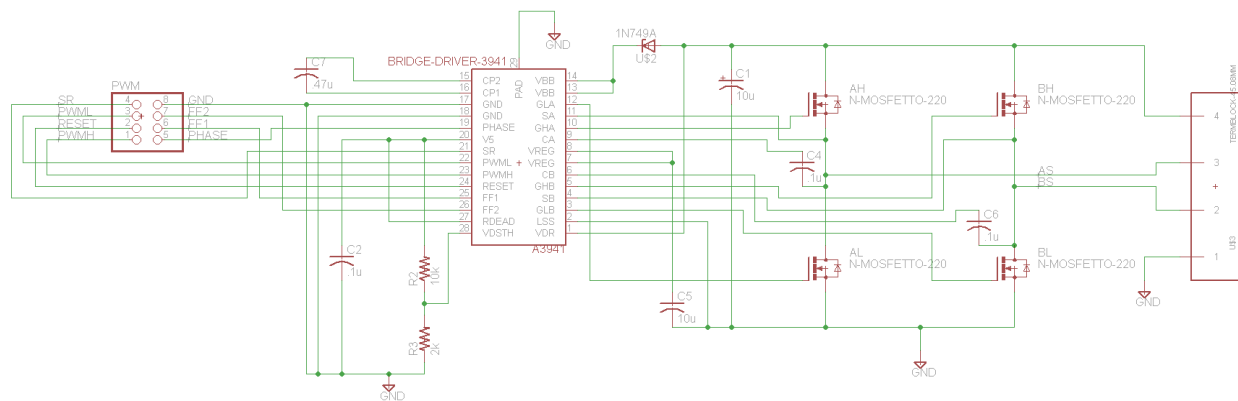 GND
1N749A
U$2
BRIDGE-DRIVER-3941
C7
.47u
29
PAD
PWM
SR 4 8 GND
PWML 3 7 FF2
RESET 2 6 FF1
PWMH 1 5 PHASE
15 CP2 VBB 14
16 CP1 VBB 13
17 GND GLA 12
18 GND SA 11
19 PHASE GHA 10
20 V5 CA 9
21 SR VREG 8
22 PWML VREG 7
23 PWMH CB 6
24 RESET GHB 5
25 FF1 SB 4
26 FF2 GLB 3
27 RDEAD LSS 2
28 VDSTH VDR 1
A3941
C1
10u
AH
N-MOSFETTO-220
BH
N-MOSFETTO-220
C4
.1u
AS
BS
C6
.1u
AL
N-MOSFETTO-220
BL
N-MOSFETTO-220
C5
10u
C2
.1u
R2
10k
R3
2k
4
3
2
1
U$3
GND
GND
GND